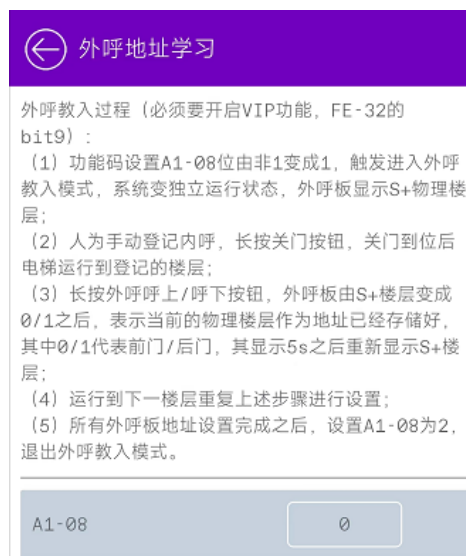 外呼地址学习
外呼教入过程（必须要开启VIP功能，FE-32的
bit9）：
（1）功能码设置A1-08位由非1变成1，触发进入外呼
教入模式，系统变独立运行状态，外呼板显示S+物理楼
层；
（2）人为手动登记内呼，长按关门按钮，关门到位后
电梯运行到登记的楼层；
（3）长按外呼呼上/呼下按钮，外呼板由S+楼层变成
0/1之后，表示当前的物理楼层作为地址已经存储好，
其中0/1代表前门/后门，其显示5s之后重新显示S+楼
层；
（4）运行到下一楼层重复上述步骤进行设置；
（5）所有外呼板地址设置完成之后，设置A1-08为2，
退出外呼教入模式。
A1-08 0